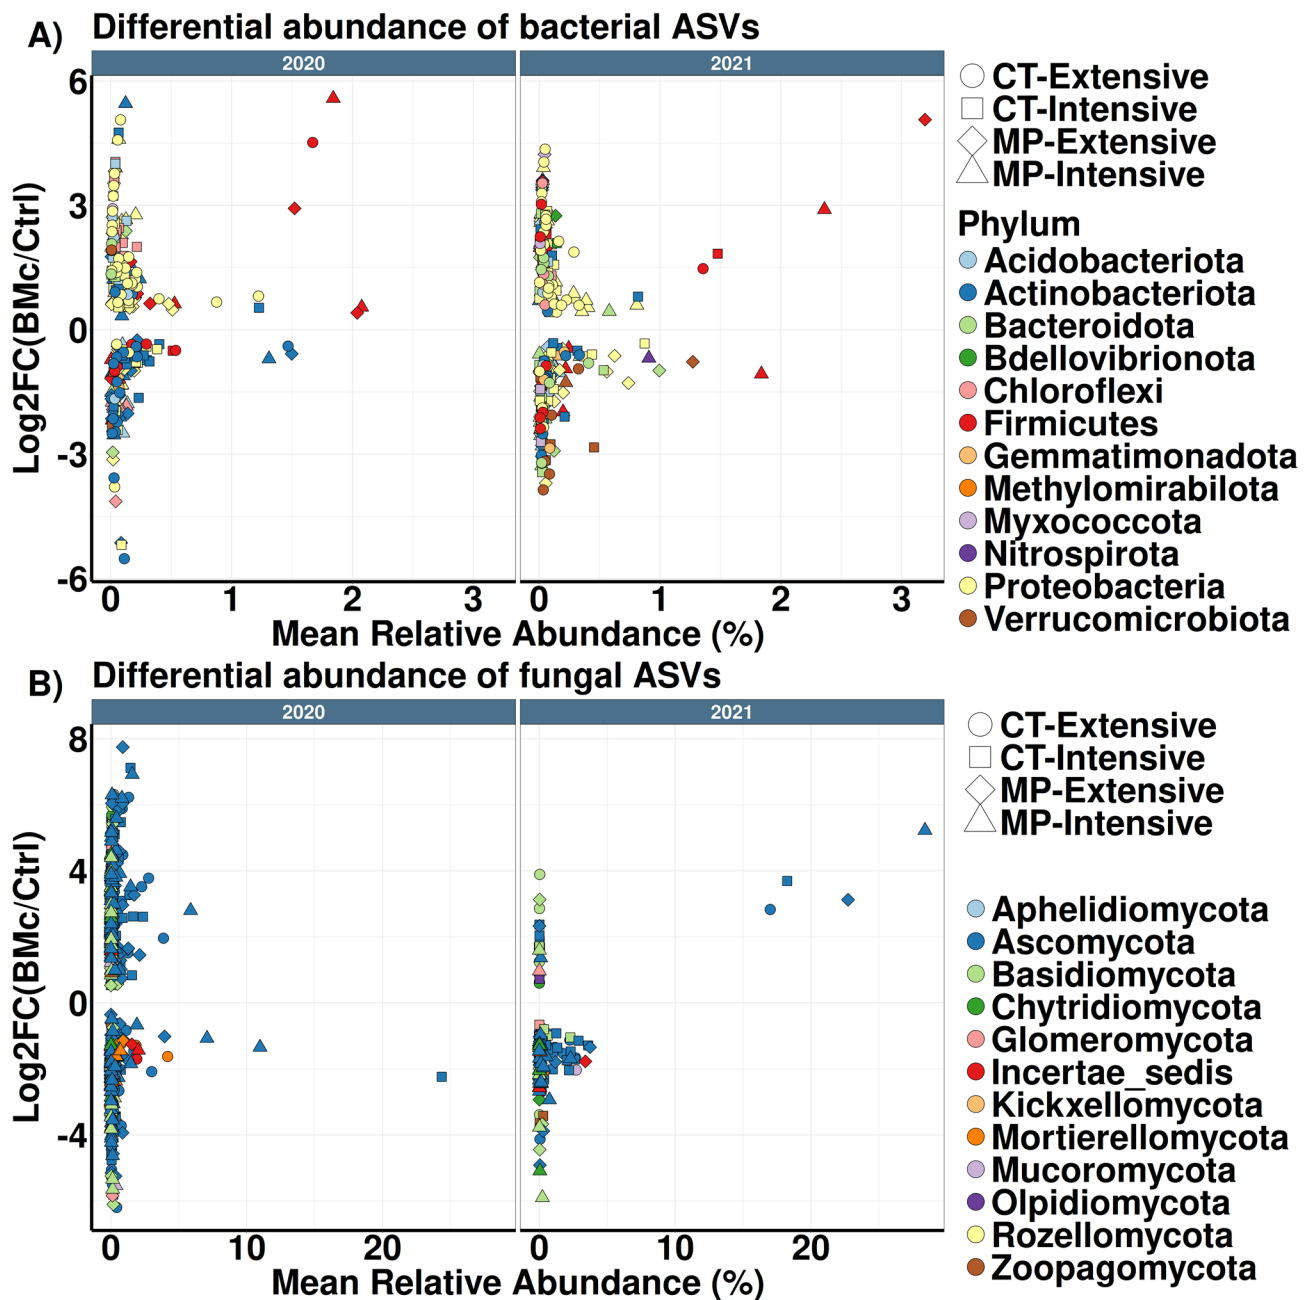 A) Differential abundance of bacterial ASVs
2020
2021
6
3
0
-3
-6
Log2FC(BMc/Ctrl)
0 1 2 3
0 1 2 3
Mean Relative Abundance (%)
CT-Extensive
CT-Intensive
MP-Extensive
MP-Intensive
Phylum
Acidobacteriota
Actinobacteriota
Bacteroidota
Bdellovibrionota
Chloroflexi
Firmicutes
Gemmatimonadota
Methylomirabilota
Myxococcota
Nitrospirota
Proteobacteria
Verrucomicrobiota
B) Differential abundance of fungal ASVs
2020
2021
8
4
0
-4
Log2FC(BMc/Ctrl)
0 10 20
0 10 20
Mean Relative Abundance (%)
CT-Extensive
CT-Intensive
MP-Extensive
MP-Intensive
Aphelidiomycota
Ascomycota
Basidiomycota
Chytridiomycota
Glomeromycota
Incertae_sedis
Kickxellomycota
Mortierellomycota
Mucoromycota
Olpidiomycota
Rozellomycota
Zoopagomycota